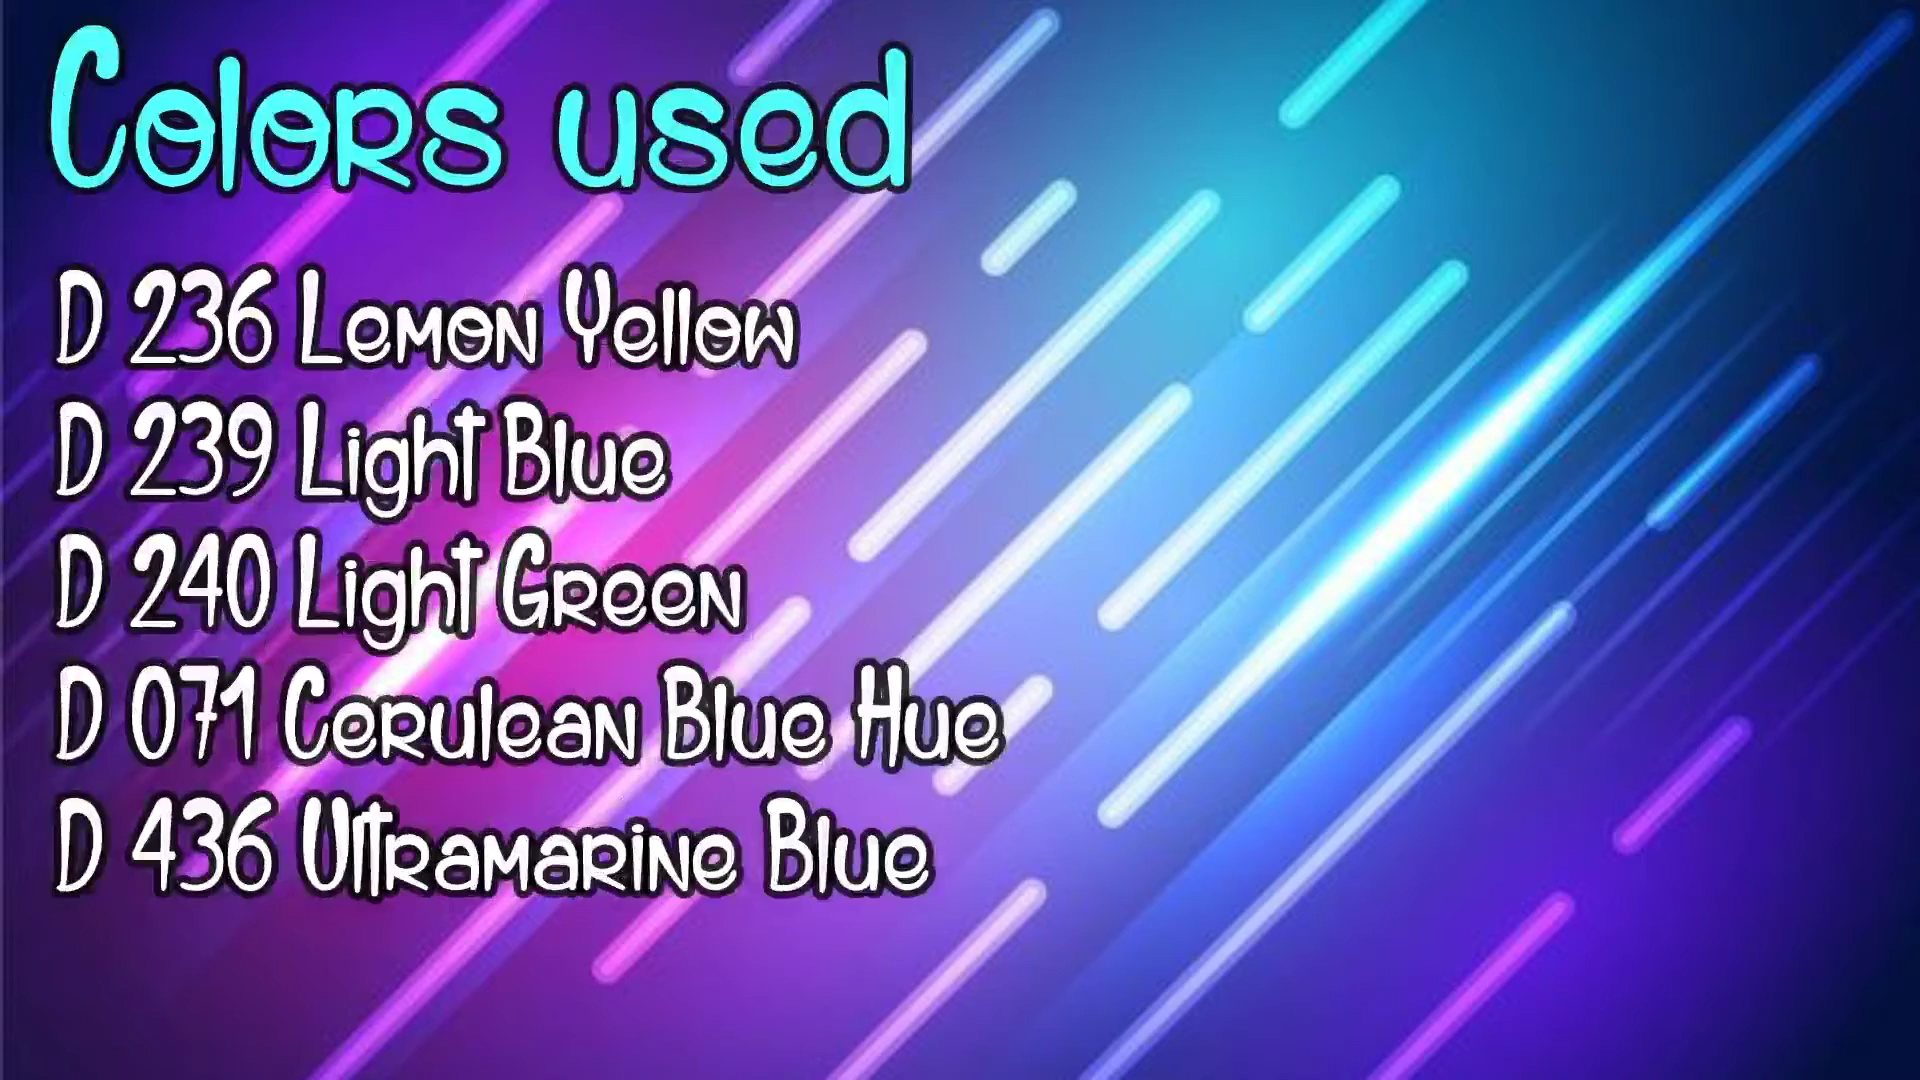 Colors used
D 236 Lemon Yellow
D 239 Light Blue
D 240 Light Green
D 071 Cerulean Blue Hue
D 436 Ultramarine Blue